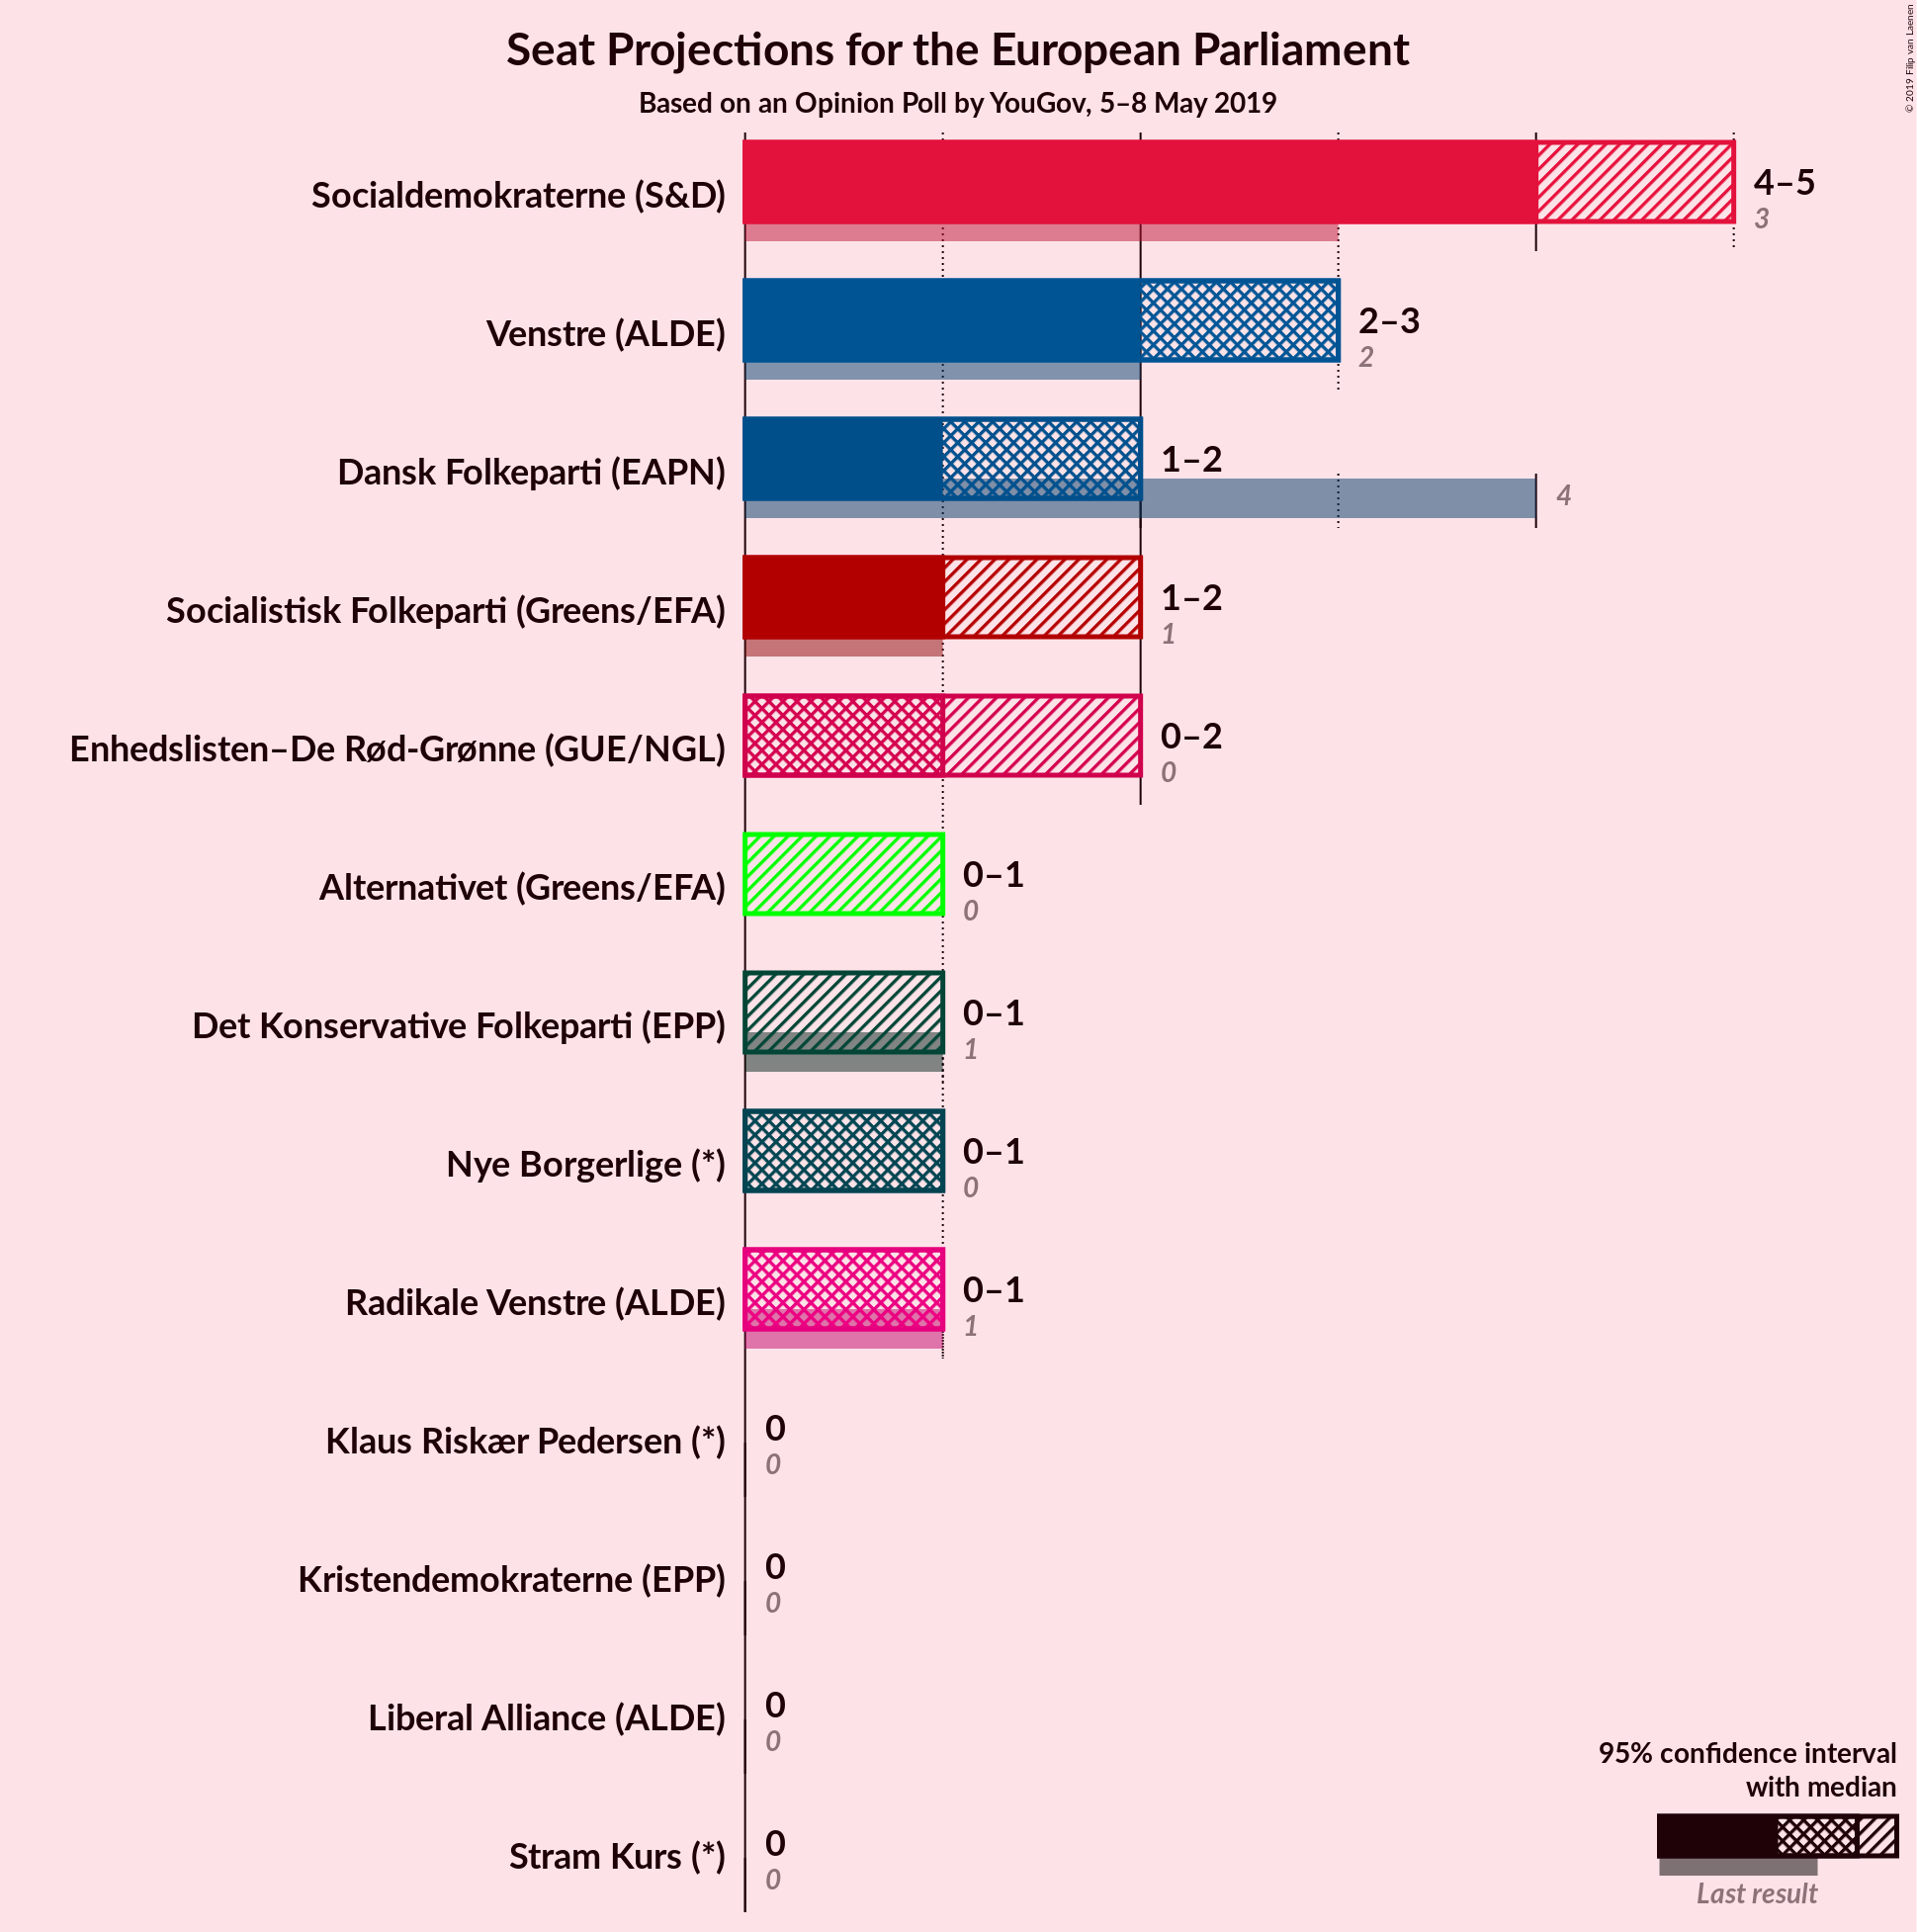 Seat Projections for the European Parliament
Based on an Opinion Poll by YouGov, 5–8 May 2019
© 2019 Filip van Laenen
Socialdemokraterne (S&D)
4–5
3
Venstre (ALDE)
2–3
2
Dansk Folkeparti (EAPN)
1–2
4
Socialistisk Folkeparti (Greens/EFA)
1–2
1
Enhedslisten–De Rød-Grønne (GUE/NGL)
0–2
0
Alternativet (Greens/EFA)
0–1
0
Det Konservative Folkeparti (EPP)
0–1
1
Nye Borgerlige (*)
0–1
0
Radikale Venstre (ALDE)
0–1
1
Klaus Riskær Pedersen (*)
0
0
Kristendemokraterne (EPP)
0
0
Liberal Alliance (ALDE)
0
0
Stram Kurs (*)
0
0
95% confidence interval
with median
Last result